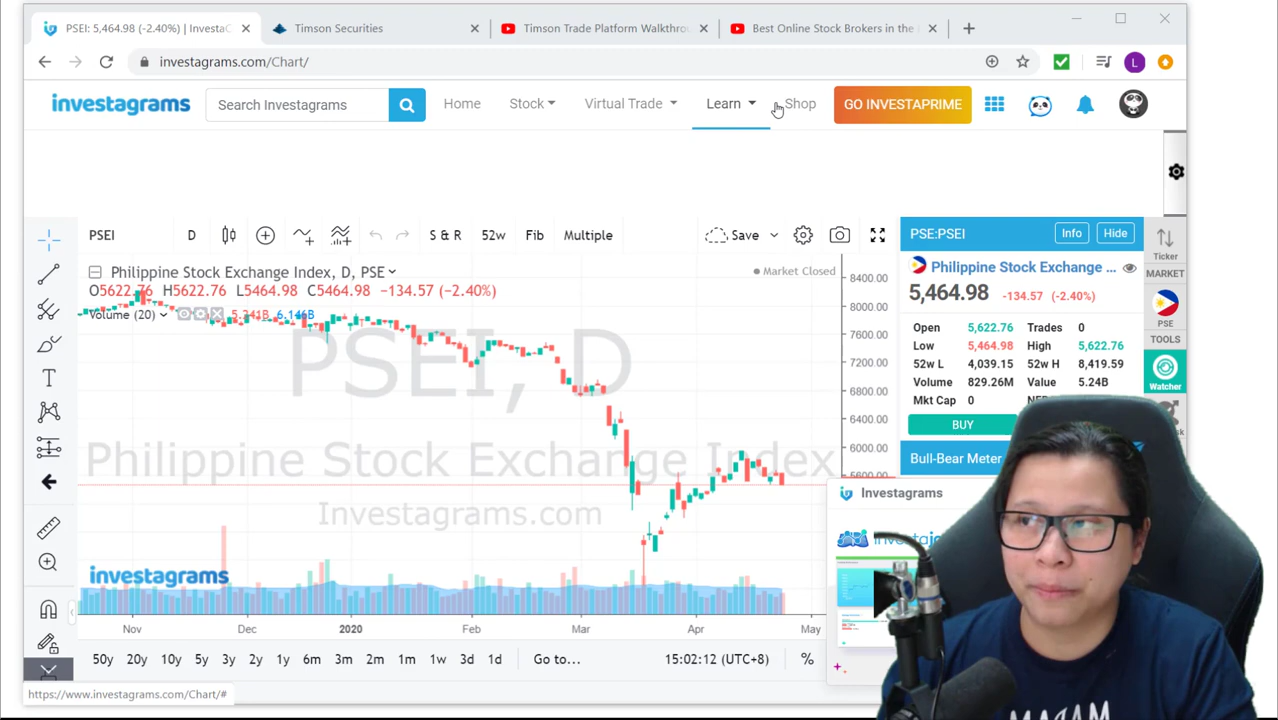 PSEI: 5,464.98 (-2.40%) | Investa
Timson Securities
Timson Trade Platform Walkthrou
Best Online Stock Brokers in the
investagrams.com/Chart/
L
investagrams
Search Investagrams
Home
Stock
Virtual Trade
Learn
Shop
GO INVESTAPRIME
PSEI
D
S & R
52w
Fib
Multiple
Save
PSE:PSEI
Info
Hide
Ticker
Philippine Stock Exchange Index, D, PSE
Market Closed
O5622.76 H5622.76 L5464.98 C5464.98 −134.57 (−2.40%)
Volume (20)
5.241B 6.146B
8400.00
8000.00
7600.00
7200.00
6800.00
6400.00
6000.00
5600.00
PSEI, D
Philippine Stock Exchange Index
Investagrams.com
investagrams
Philippine Stock Exchange ...
5,464.98 -134.57 (-2.40%)
Open 5,622.76 Trades 0
Low 5,464.98 High 5,622.76
52w L 4,039.15 52w H 8,419.59
Volume 829.26M Value 5.24B
Mkt Cap 0
BUY
Bull-Bear Meter
MARKET
PSE
TOOLS
Watcher
Investagrams
Nov
Dec
2020
Feb
Mar
Apr
May
50y
20y
10y
5y
3y
2y
1y
6m
3m
2m
1m
1w
3d
1d
Go to...
15:02:12 (UTC+8)
%
https://www.investagrams.com/Chart/#